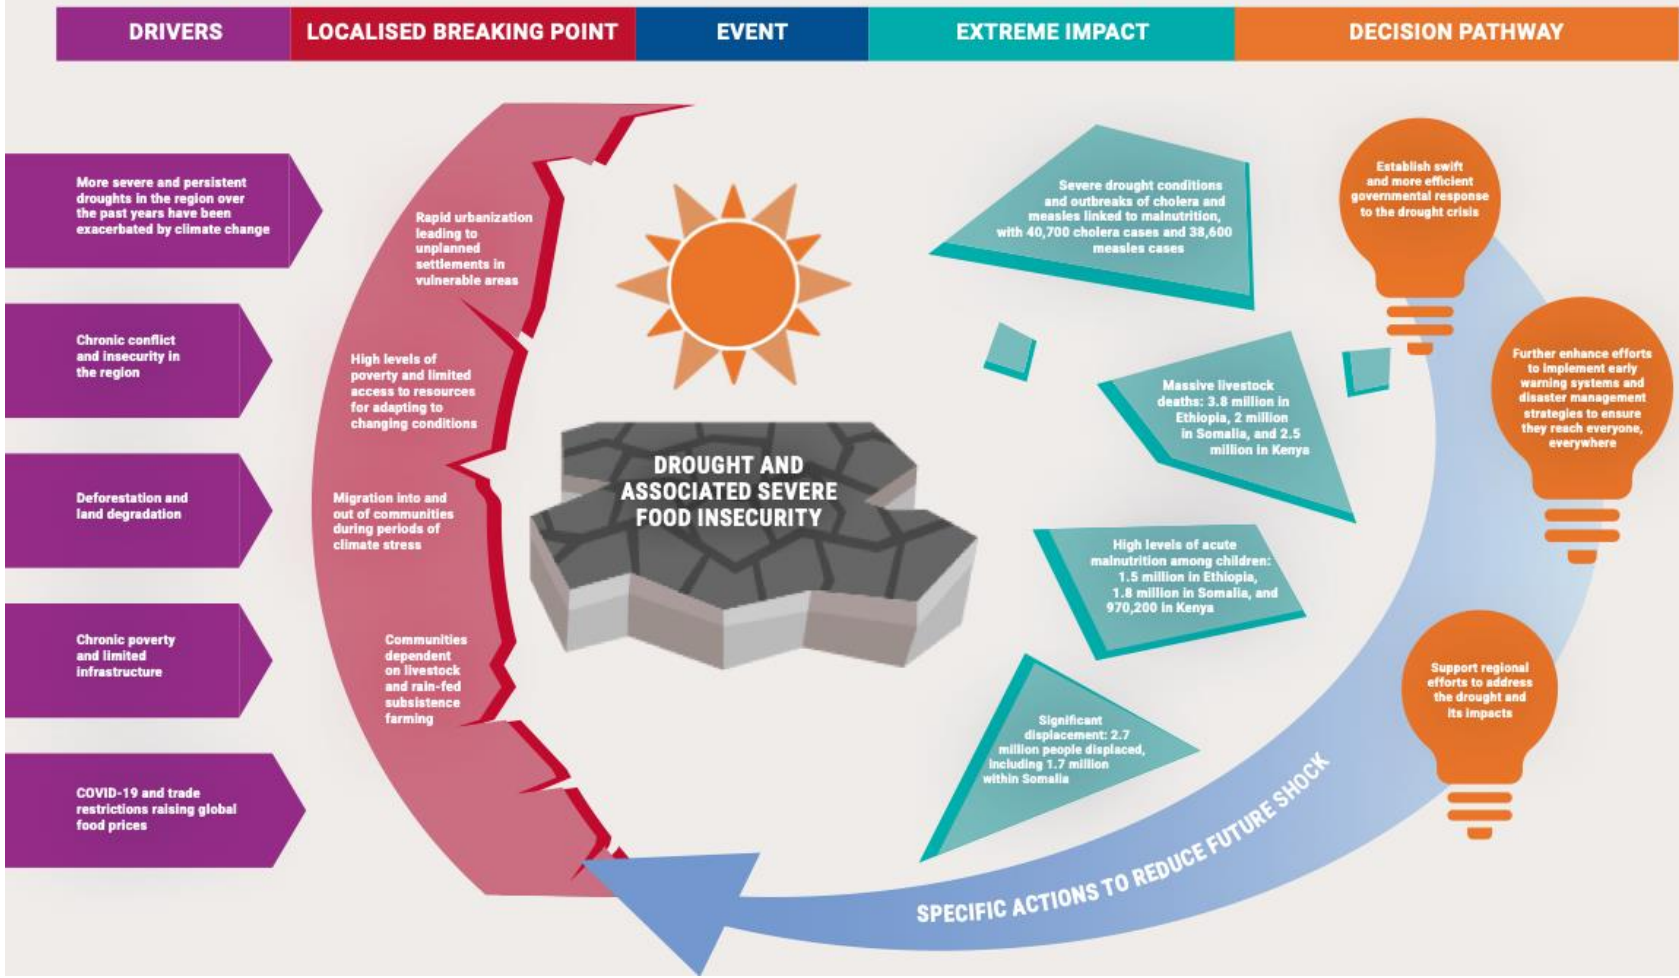 DRIVERS
LOCALISED BREAKING POINT
EVENT
EXTREME IMPACT
DECISION PATHWAY
More severe and persistent
droughts in the region over
the past years have been
exacerbated by climate change
Chronic conflict
and insecurity in
the region
Deforestation and
land degradation
Chronic poverty
and limited
infrastructure
COVID-19 and trade
restrictions raising global
food prices
Rapid urbanization
leading to
unplanned
settlements in
vulnerable areas
High levels of
poverty and limited
access to resources
for adapting to
changing conditions
Migration into and
out of communities
during periods of
climate stress
Communities
dependent
on livestock
and rain-fed
subsistence
farming
DROUGHT AND
ASSOCIATED SEVERE
FOOD INSECURITY
Severe drought conditions
and outbreaks of cholera and
measles linked to malnutrition,
with 40,700 cholera cases and 38,600
measles cases
Massive livestock
deaths: 3.8 million in
Ethiopia, 2 million
in Somalia, and 2.5
million in Kenya
High levels of acute
malnutrition among children:
1.5 million in Ethiopia,
1.8 million in Somalia, and
970,200 in Kenya
Significant
displacement: 2.7
million people displaced,
including 1.7 million
within Somalia
Establish swift
and more efficient
governmental response
to the drought crisis
Further enhance efforts
to implement early
warning systems and
disaster management
strategies to ensure
they reach everyone,
everywhere
Support regional
efforts to address
the drought and
its impacts
SPECIFIC ACTIONS TO REDUCE FUTURE SHOCK